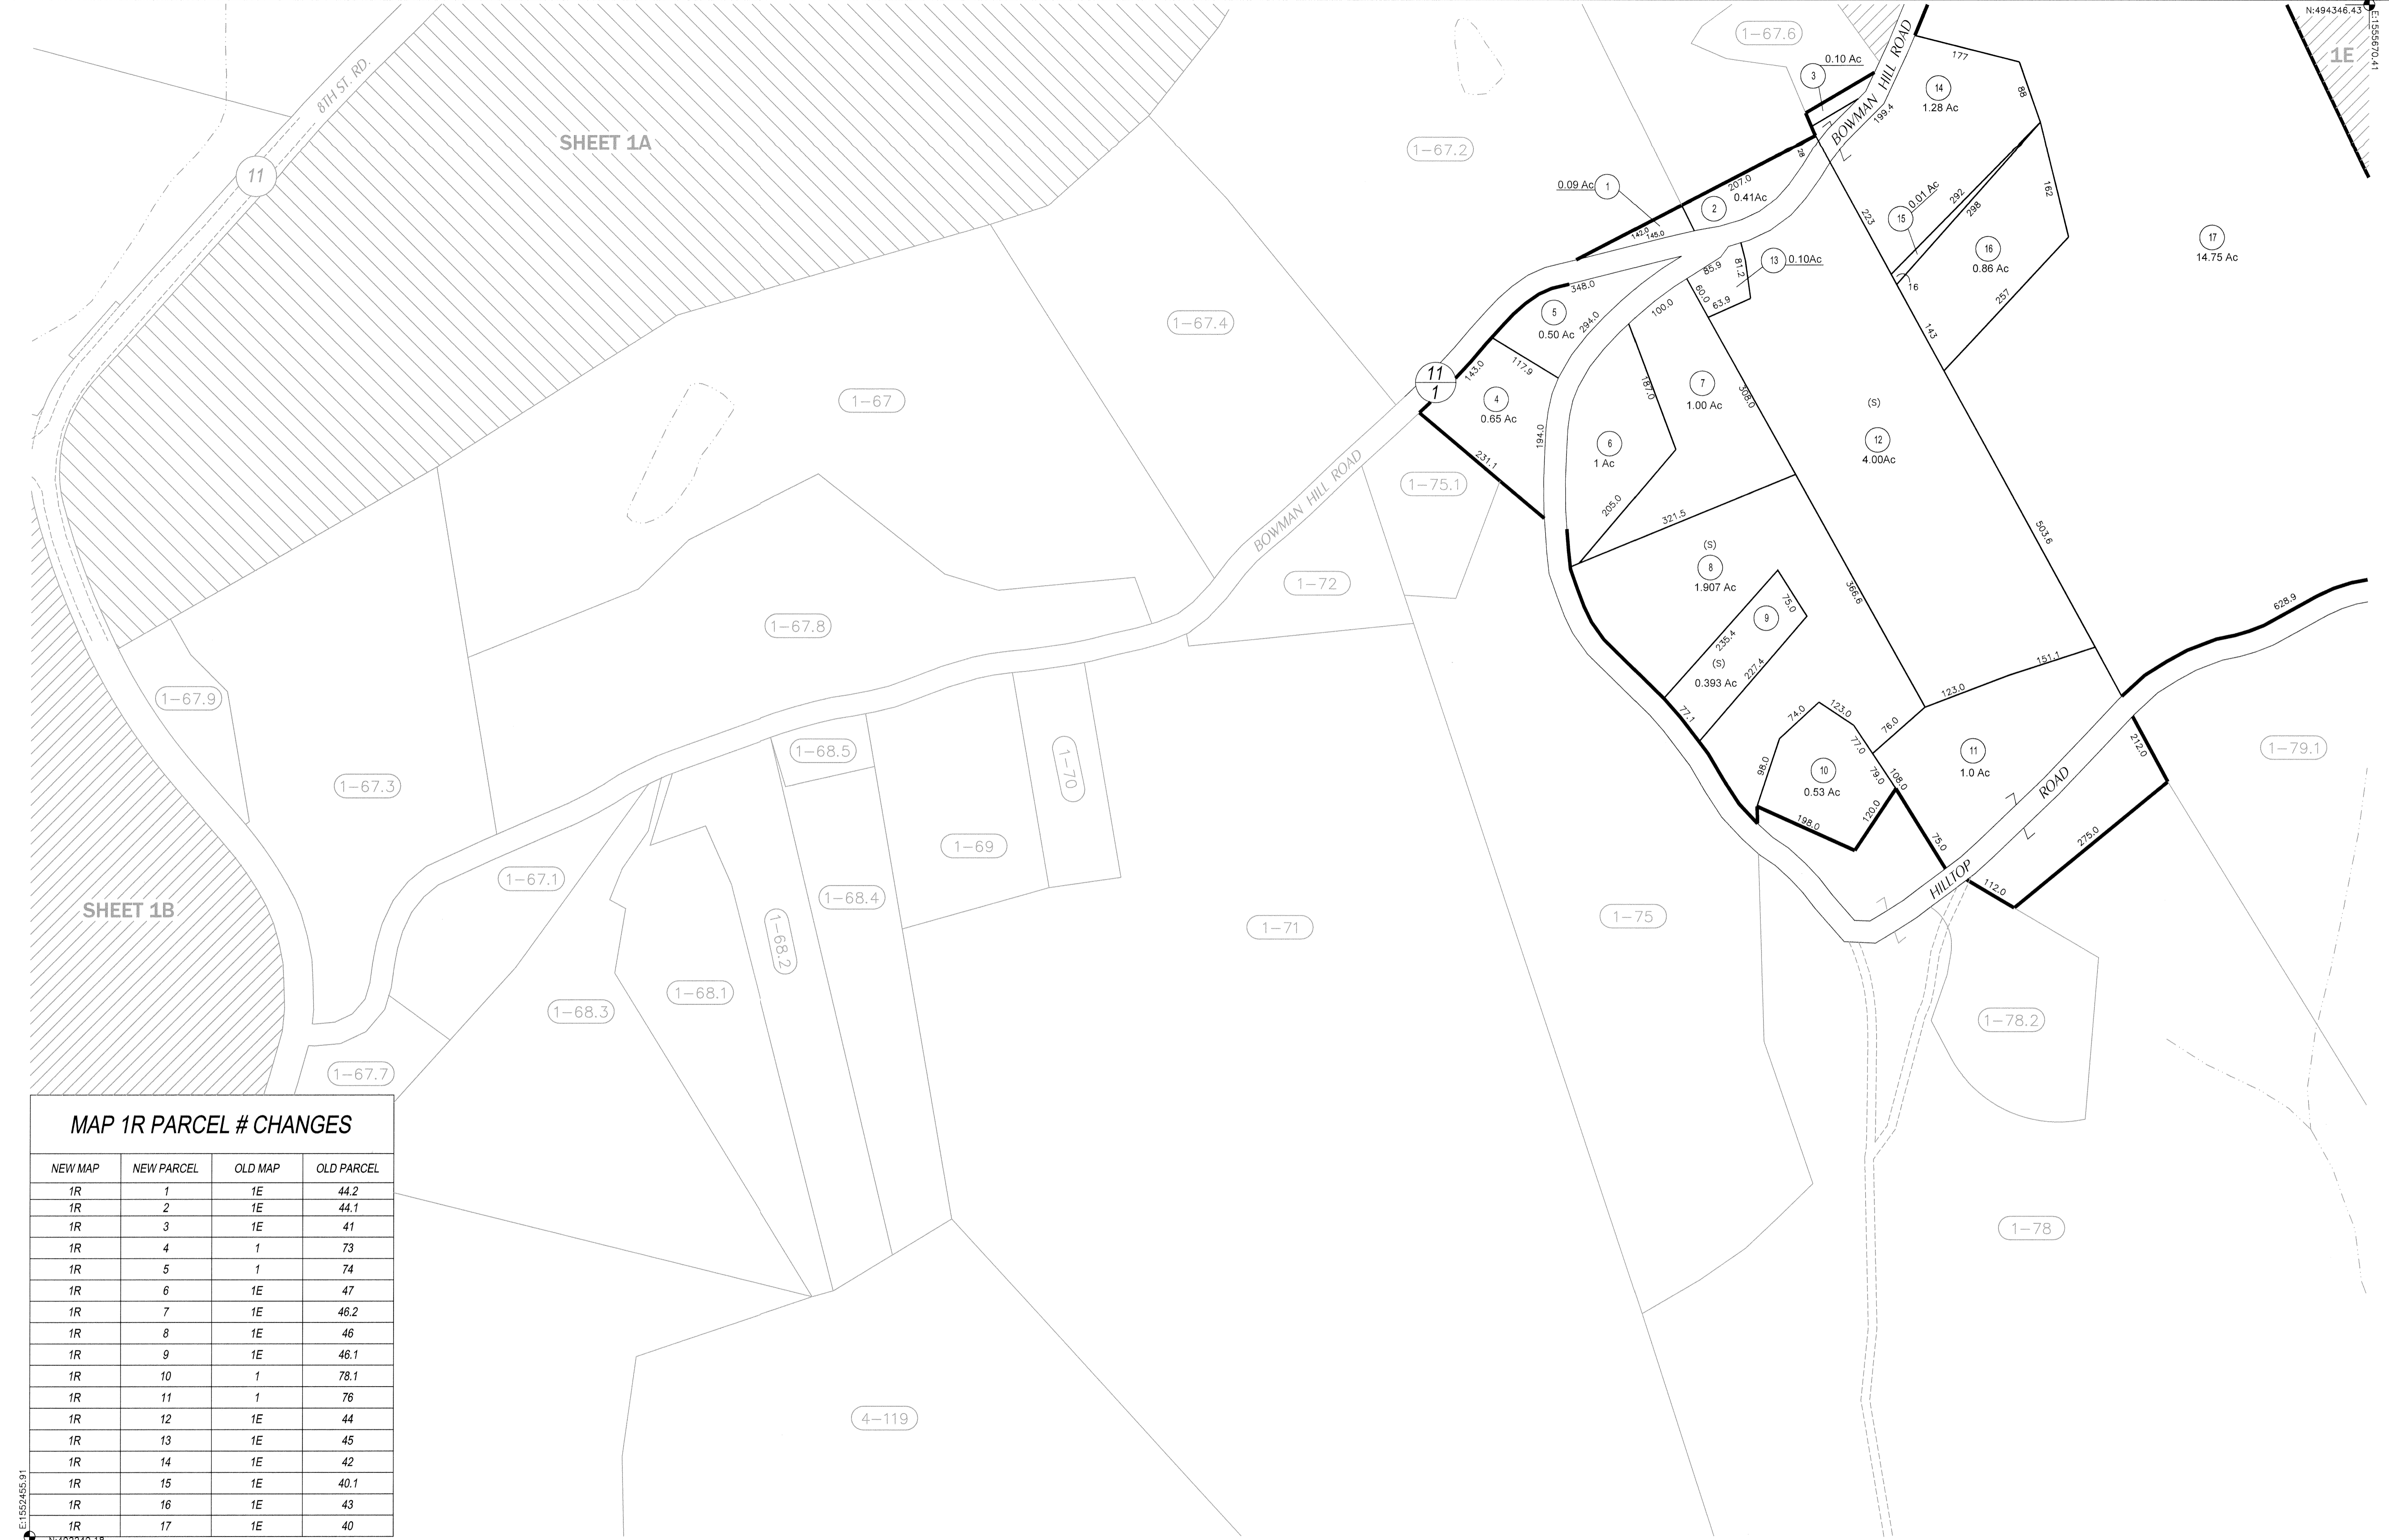 N:494346.43
E:1555670.41
1E
1-67.6
BOWMAN HILL ROAD
0.10 Ac
3
177
14
1.28 Ac
88
199.4
8TH ST. RD.
11
SHEET 1A
1-67.2
28
0.09 Ac
1
207.0
0.41Ac
2
142.0
145.0
223
0.01 Ac
15
292
298
162
16
0.86 Ac
16
257
143
17
14.75 Ac
1-67.4
348.0
5
0.50 Ac
294.0
85.9
81.2
13
0.10Ac
60.0
63.9
100.0
11
1
143.0
117.9
4
0.65 Ac
231.1
194.0
187.0
7
1.00 Ac
308.0
(S)
12
4.00Ac
6
1 Ac
205.0
321.5
503.6
1-67
BOWMAN HILL ROAD
1-75.1
1-72
1-67.8
(S)
8
1.907 Ac
366.6
75.0
9
235.4
227.4
(S)
0.393 Ac
77.1
628.9
151.1
123.0
76.0
74.0
123.0
77.0
79.0
108.0
98.0
10
0.53 Ac
198.0
120.0
11
1.0 Ac
75.0
HILLTOP ROAD
212.0
275.0
112.0
1-79.1
1-67.9
1-67.3
1-68.5
1-70
1-69
1-67.1
1-68.4
1-68.2
1-68.1
1-68.3
1-71
1-75
1-78.2
SHEET 1B
1-67.7
1-78
4-119
MAP 1R PARCEL # CHANGES
NEW MAP NEW PARCEL OLD MAP OLD PARCEL
1R 1 1E 44.2
1R 2 1E 44.1
1R 3 1E 41
1R 4 1 73
1R 5 1 74
1R 6 1E 47
1R 7 1E 46.2
1R 8 1E 46
1R 9 1E 46.1
1R 10 1 78.1
1R 11 1 76
1R 12 1E 44
1R 13 1E 45
1R 14 1E 42
1R 15 1E 40.1
1R 16 1E 43
1R 17 1E 40
E:1552455.91